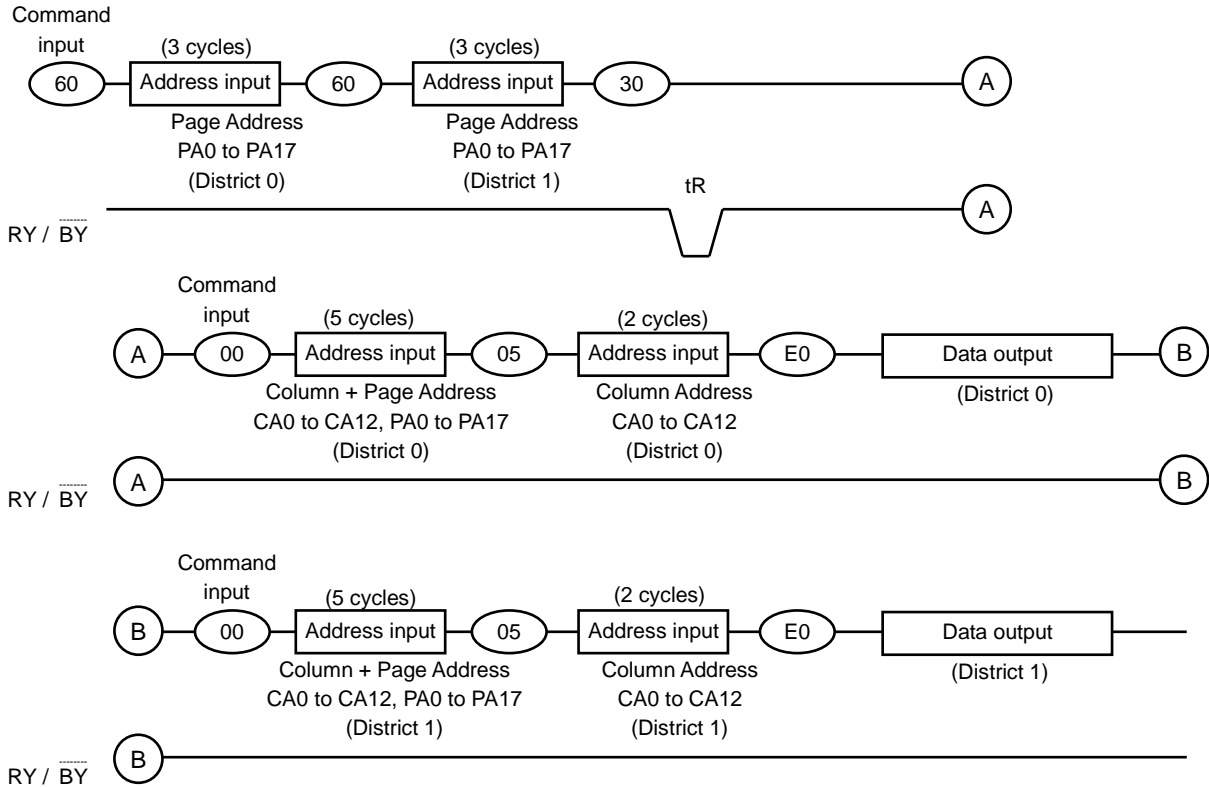 Command
input
(3 cycles)
(3 cycles)
60
Address input
60
Address input
30
A
Page Address
PA0 to PA17
(District 0)
Page Address
PA0 to PA17
(District 1)
tR
A
RY / BY
Command
input
(5 cycles)
(2 cycles)
A
00
Address input
05
Address input
E0
Data output
B
Column + Page Address
CA0 to CA12, PA0 to PA17
(District 0)
Column Address
CA0 to CA12
(District 0)
(District 0)
A
B
RY / BY
Command
input
(5 cycles)
(2 cycles)
B
00
Address input
05
Address input
E0
Data output
Column + Page Address
CA0 to CA12, PA0 to PA17
(District 1)
Column Address
CA0 to CA12
(District 1)
(District 1)
B
RY / BY